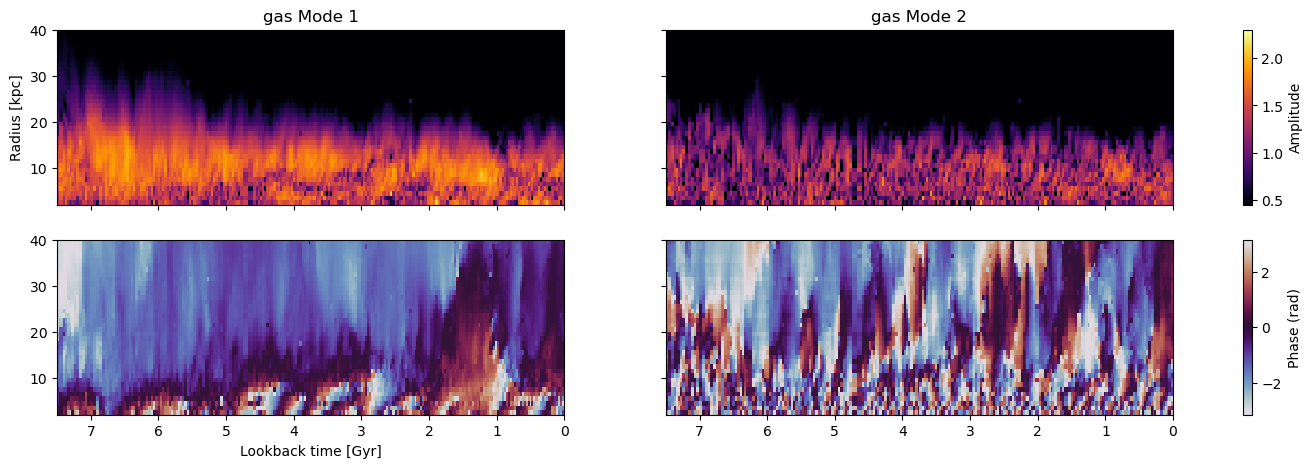 gas Mode 1
gas Mode 2
40
30
20
10
Radius [kpc]
2.0
1.5
1.0
0.5
Amplitude
40
30
20
10
7 6 5 4 3 2 1 0
Lookback time [Gyr]
7 6 5 4 3 2 1 0
2
0
−2
Phase (rad)